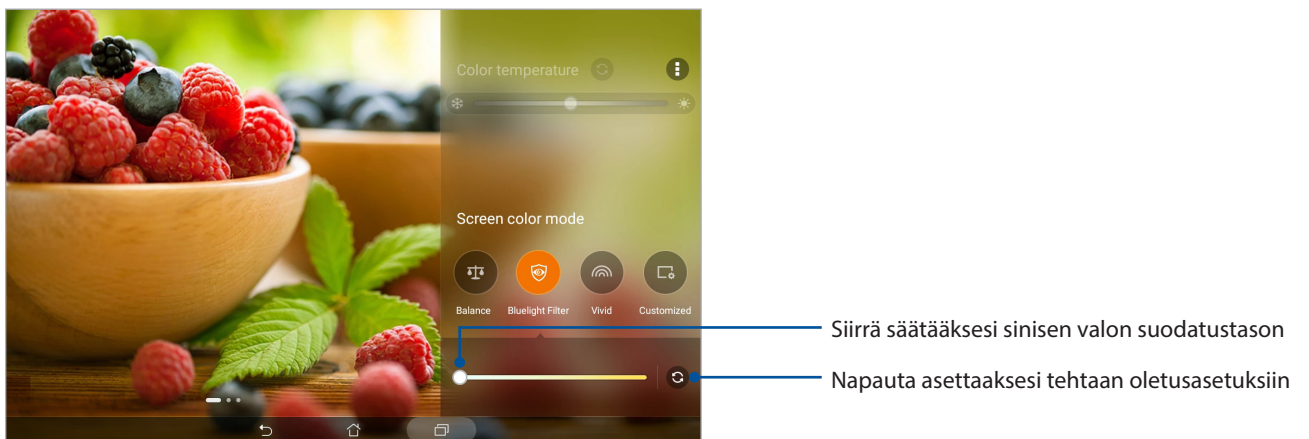 Color temperature
Screen color mode
Balance Bluelight Filter Vivid Customized
Siirrä säätääksesi sinisen valon suodatustason
Napauta asettaaksesi tehtaan oletusasetuksiin